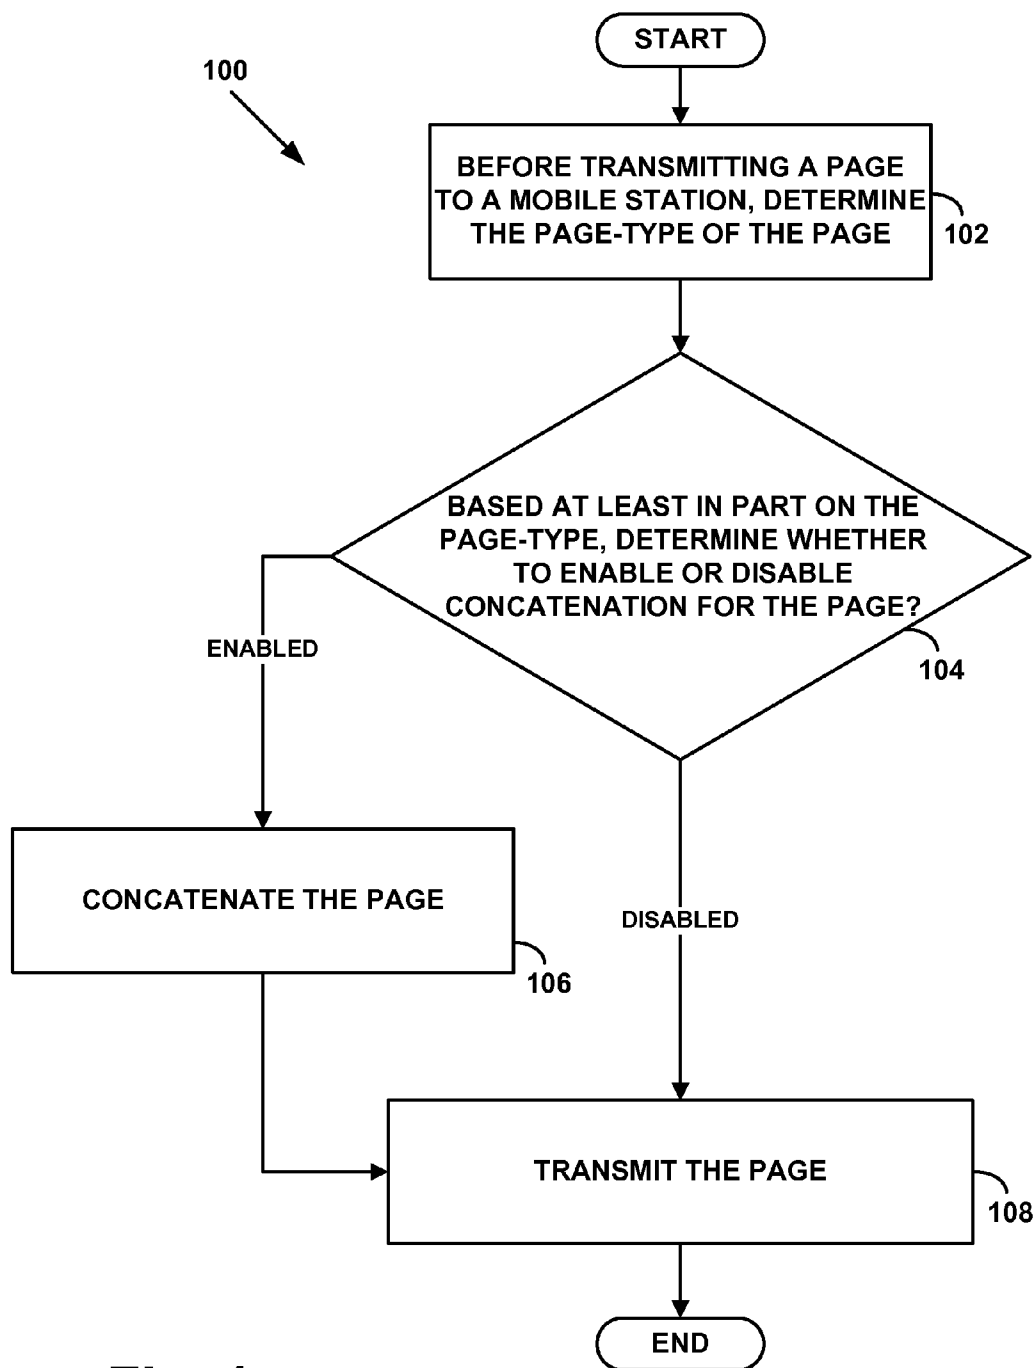 START
100
BEFORE TRANSMITTING A PAGE
TO A MOBILE STATION, DETERMINE
THE PAGE-TYPE OF THE PAGE
102
BASED AT LEAST IN PART ON THE
PAGE-TYPE, DETERMINE WHETHER
TO ENABLE OR DISABLE
CONCATENATION FOR THE PAGE?
104
ENABLED
CONCATENATE THE PAGE
106
DISABLED
TRANSMIT THE PAGE
108
END